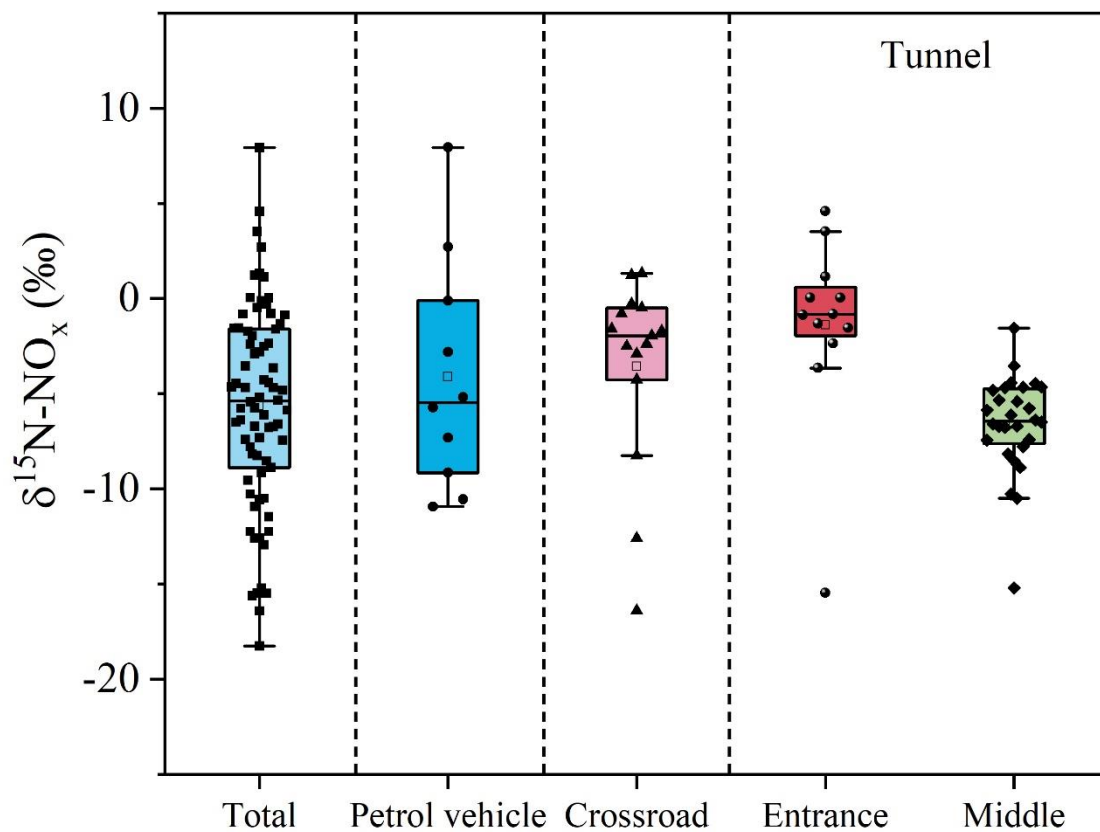 Tunnel
10
0
-10
-20
δ¹⁵N-NOₓ (‰)
Total
Petrol vehicle
Crossroad
Entrance
Middle